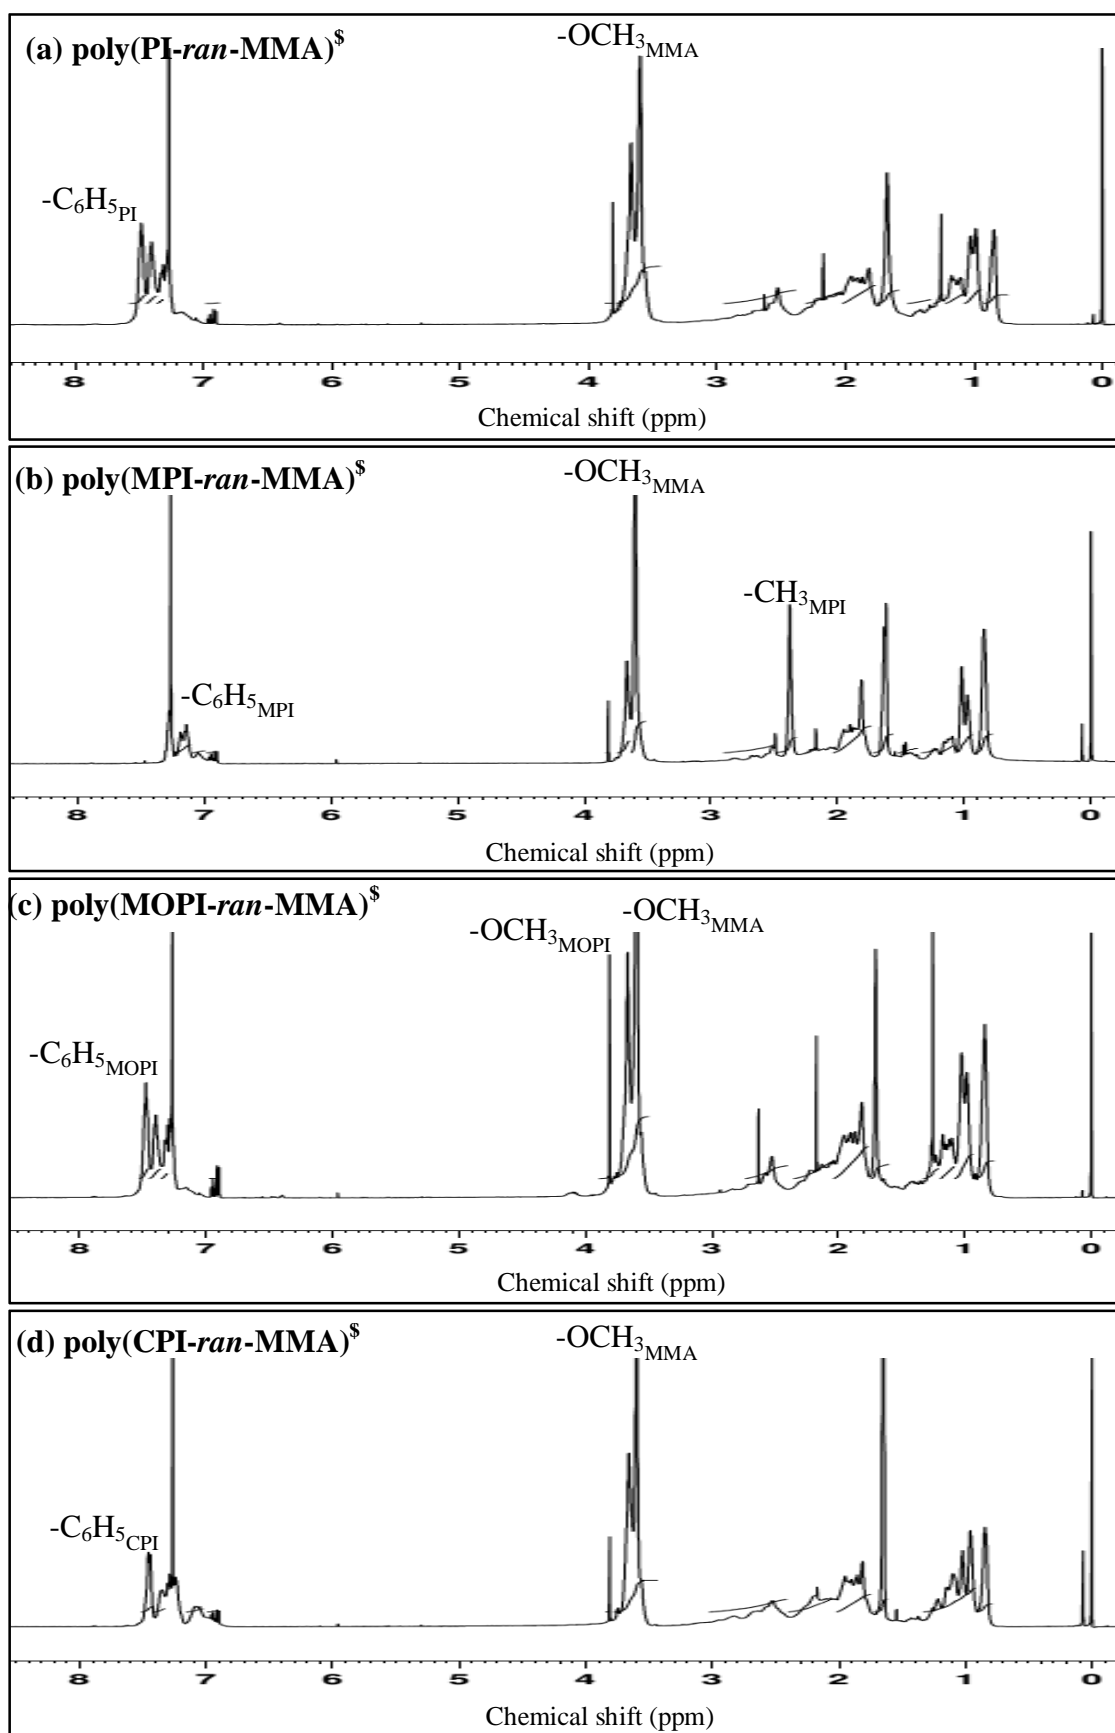 (a) poly(PI-ran-MMA)$
-OCH3MMA
-C6H5PI
8 7 6 5 4 3 2 1 0
Chemical shift (ppm)
(b) poly(MPI-ran-MMA)$
-OCH3MMA
-CH3MPI
-C6H5MPI
8 7 6 5 4 3 2 1 0
Chemical shift (ppm)
(c) poly(MOPI-ran-MMA)$
-OCH3MOPI
-OCH3MMA
-C6H5MOPI
8 7 6 5 4 3 2 1 0
Chemical shift (ppm)
(d) poly(CPI-ran-MMA)$
-OCH3MMA
-C6H5CPI
8 7 6 5 4 3 2 1 0
Chemical shift (ppm)